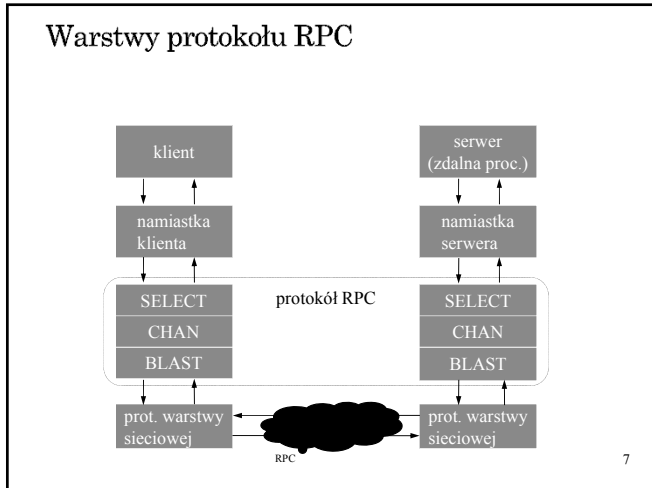 Warstwy protokołu RPC
klient
serwer
(zdalna proc.)
namiastka
klienta
namiastka
serwera
protokół RPC
SELECT
CHAN
BLAST
SELECT
CHAN
BLAST
prot. warstwy
sieciowej
prot. warstwy
sieciowej
RPC
7